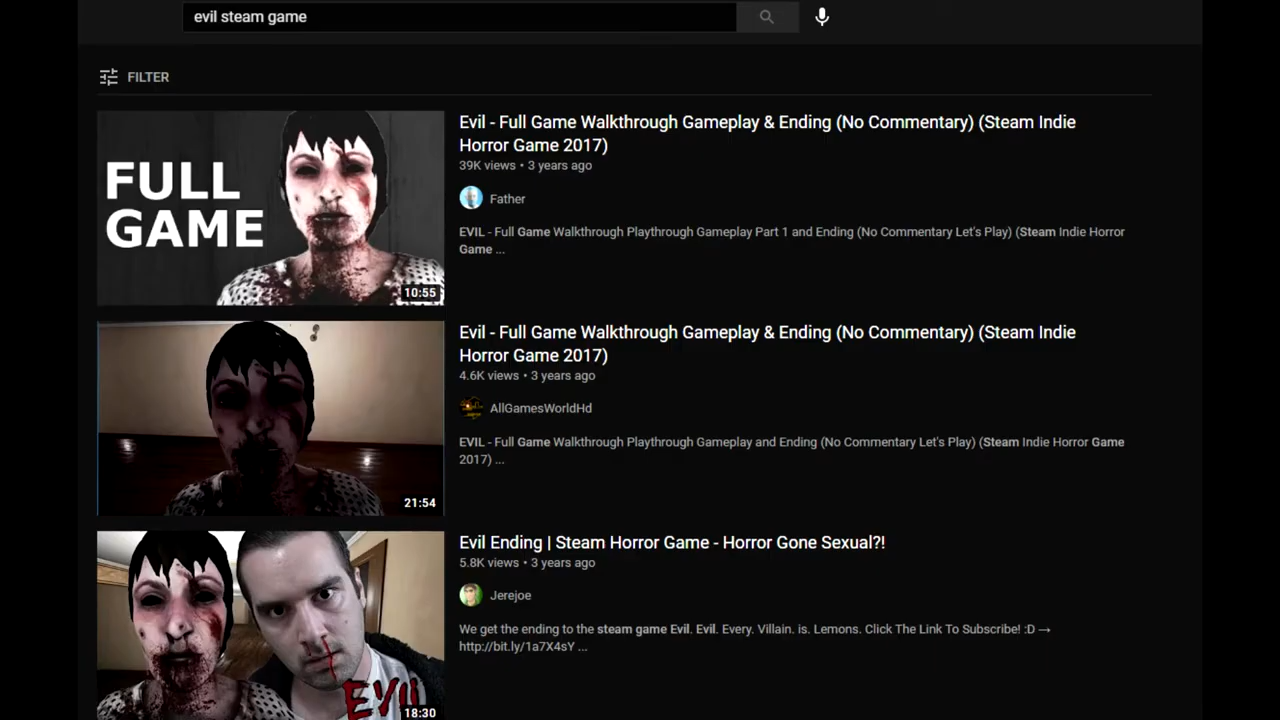 evil steam game
FILTER
FULL
GAME
10:55
Evil - Full Game Walkthrough Gameplay & Ending (No Commentary) (Steam Indie
Horror Game 2017)
39K views • 3 years ago
Father
EVIL - Full Game Walkthrough Playthrough Gameplay Part 1 and Ending (No Commentary Let's Play) (Steam Indie Horror
Game ...
21:54
Evil - Full Game Walkthrough Gameplay & Ending (No Commentary) (Steam Indie
Horror Game 2017)
4.6K views • 3 years ago
AllGamesWorldHd
EVIL - Full Game Walkthrough Playthrough Gameplay and Ending (No Commentary Let's Play) (Steam Indie Horror Game
2017) ...
EVil
18:30
Evil Ending | Steam Horror Game - Horror Gone Sexual?!
5.8K views • 3 years ago
Jerejoe
We get the ending to the steam game Evil. Evil. Every. Villain. is. Lemons. Click The Link To Subscribe! :D →
http://bit.ly/1a7X4sY ...